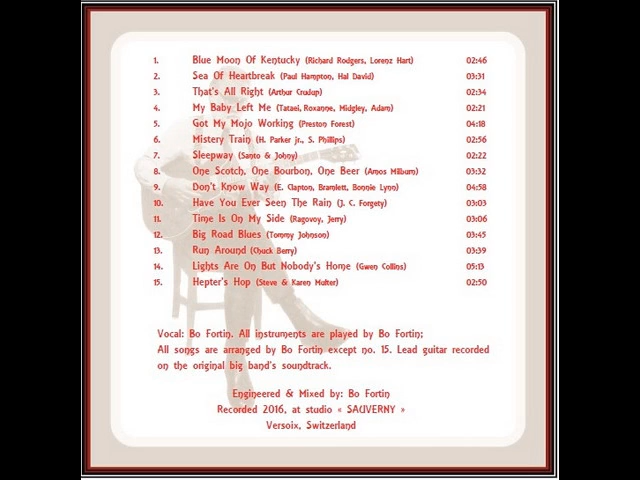 1. Blue Moon Of Kentucky (Richard Rodgers, Lorenz Hart) 02:46
2. Sea Of Heartbreak (Paul Hampton, Hal David) 03:31
3. That's All Right (Arthur Crudup) 02:34
4. My Baby Left Me (Tataei, Roxanne, Midgley, Adam) 02:21
5. Got My Mojo Working (Preston Forest) 04:18
6. Mistery Train (H. Parker jr., S. Phillips) 02:56
7. Sleepway (Santo & Johny) 02:22
8. One Scotch, One Bourbon, One Beer (Amos Milburn) 03:32
9. Don't Know Way (E. Clapton, Bramlett, Bonnie Lynn) 04:58
10. Have You Ever Seen The Rain (J. C. Forgety) 03:03
11. Time Is On My Side (Ragovoy, Jerry) 03:06
12. Big Road Blues (Tommy Johnson) 03:45
13. Run Around (Chuck Berry) 03:39
14. Lights Are On But Nobody's Home (Gwen Collins) 05:13
15. Hepter's Hop (Steve & Karen Multer) 02:50
Vocal: Bo Fortin. All instruments are played by Bo Fortin;
All songs are arranged by Bo Fortin except no. 15. Lead guitar recorded
on the original big band's soundtrack.
Engineered & Mixed by: Bo Fortin
Recorded 2016, at studio « SAUVERNY »
Versoix, Switzerland